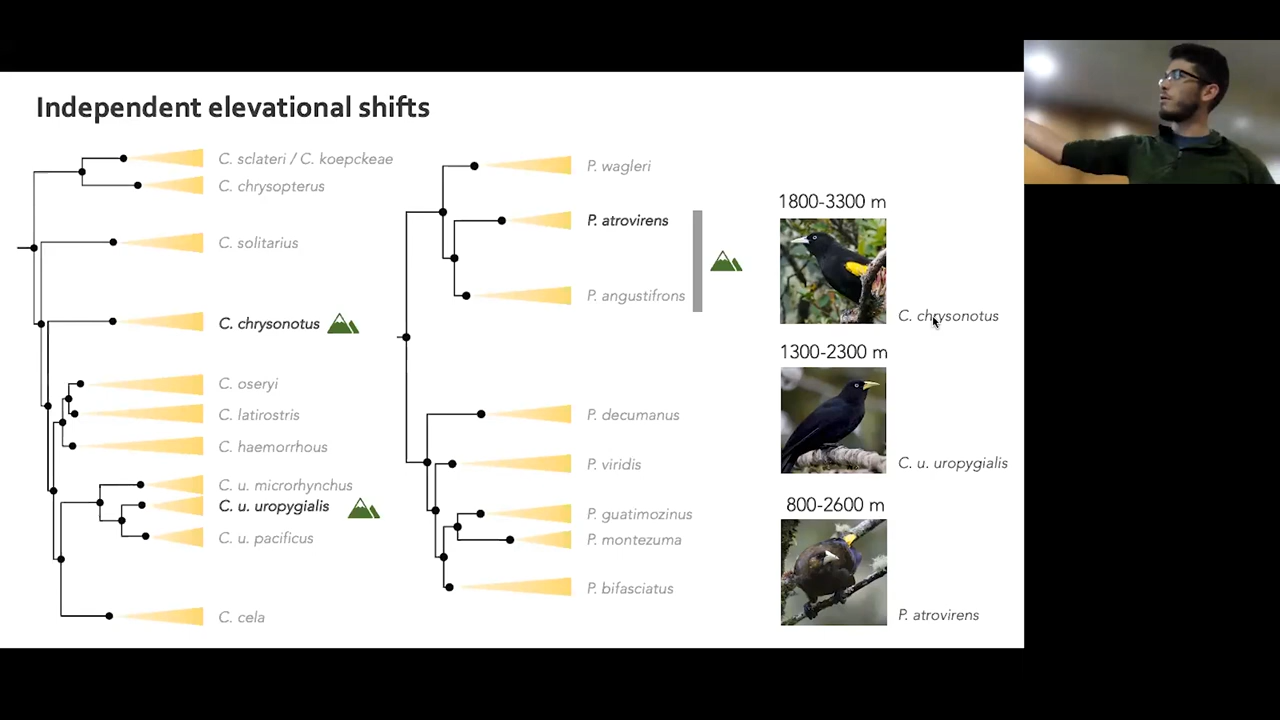 Independent elevational shifts
C. sclateri / C. koepckeae
C. chrysopterus
C. solitarius
C. chrysonotus
C. oseryi
C. latirostris
C. haemorrhous
C. u. microrhynchus
C. u. uropygialis
C. u. pacificus
C. cela
P. wagleri
P. atrovirens
P. angustifrons
P. decumanus
P. viridis
P. guatimozinus
P. montezuma
P. bifasciatus
1800-3300 m
C. chrysonotus
1300-2300 m
C. u. uropygialis
800-2600 m
P. atrovirens